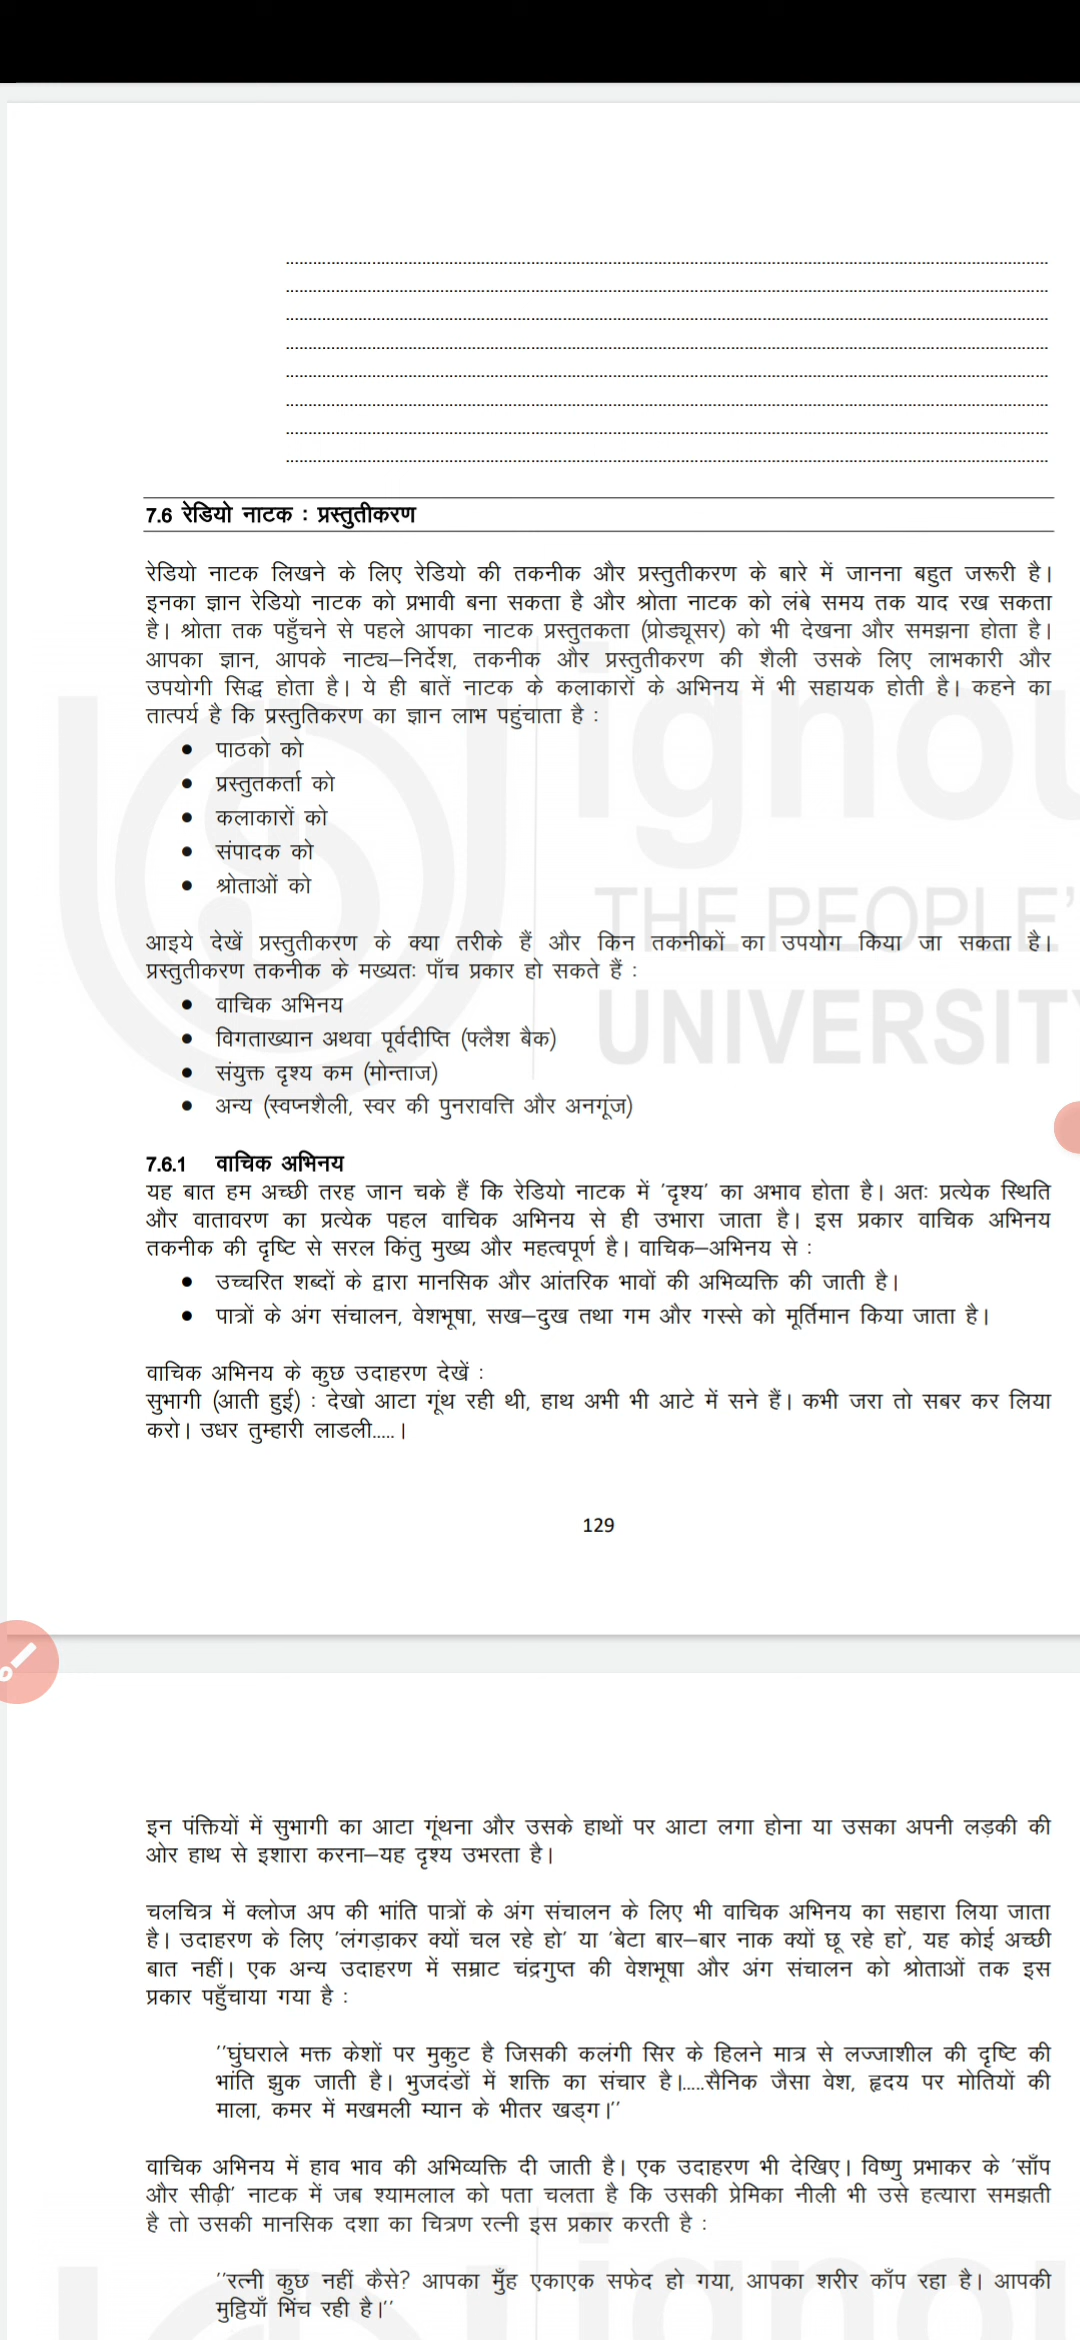 7.6 रेडियो नाटक : प्रस्तुतीकरण
रेडियो नाटक लिखने के लिए रेडियो की तकनीक और प्रस्तुतीकरण के बारे में जानना बहुत जरूरी है।
इनका ज्ञान रेडियो नाटक को प्रभावी बना सकता है और श्रोता नाटक को लंबे समय तक याद रख सकता
है। श्रोता तक पहुँचने से पहले आपका नाटक प्रस्तुतकता (प्रोड्यूसर) को भी देखना और समझना होता है।
आपका ज्ञान, आपके नाट्य–निर्देश, तकनीक और प्रस्तुतीकरण की शैली उसके लिए लाभकारी और
उपयोगी सिद्ध होता है। ये ही बातें नाटक के कलाकारों के अभिनय में भी सहायक होती है। कहने का
तात्पर्य है कि प्रस्तुतिकरण का ज्ञान लाभ पहुंचाता है :
• पाठको को
• प्रस्तुतकर्ता को
• कलाकारों को
• संपादक को
• श्रोताओं को
ignou
THE PEOPLE'
आइये देखें प्रस्तुतीकरण के क्या तरीके हैं और किन तकनीकों का उपयोग किया जा सकता है।
प्रस्तुतीकरण तकनीक के मख्यतः पाँच प्रकार हो सकते हैं :
UNIVERSITY
• वाचिक अभिनय
• विगताख्यान अथवा पूर्वदीप्ति (फ्लैश बैक)
• संयुक्त दृश्य कम (मोन्ताज)
• अन्य (स्वप्नशैली, स्वर की पुनरावत्ति और अनगूंज)
7.6.1 वाचिक अभिनय
यह बात हम अच्छी तरह जान चके हैं कि रेडियो नाटक में 'दृश्य' का अभाव होता है। अतः प्रत्येक स्थिति
और वातावरण का प्रत्येक पहल वाचिक अभिनय से ही उभारा जाता है। इस प्रकार वाचिक अभिनय
तकनीक की दृष्टि से सरल किंतु मुख्य और महत्वपूर्ण है। वाचिक–अभिनय से :
• उच्चरित शब्दों के द्वारा मानसिक और आंतरिक भावों की अभिव्यक्ति की जाती है।
• पात्रों के अंग संचालन, वेशभूषा, सख–दुख तथा गम और गस्से को मूर्तिमान किया जाता है।
वाचिक अभिनय के कुछ उदाहरण देखें :
सुभागी (आती हुई) : देखो आटा गूंथ रही थी, हाथ अभी भी आटे में सने हैं। कभी जरा तो सबर कर लिया
करो। उधर तुम्हारी लाडली.....।
129
इन पंक्तियों में सुभागी का आटा गूंथना और उसके हाथों पर आटा लगा होना या उसका अपनी लड़की की
ओर हाथ से इशारा करना–यह दृश्य उभरता है।
चलचित्र में क्लोज अप की भांति पात्रों के अंग संचालन के लिए भी वाचिक अभिनय का सहारा लिया जाता
है। उदाहरण के लिए 'लंगड़ाकर क्यों चल रहे हो' या 'बेटा बार–बार नाक क्यों छू रहे हो', यह कोई अच्छी
बात नहीं। एक अन्य उदाहरण में सम्राट चंद्रगुप्त की वेशभूषा और अंग संचालन को श्रोताओं तक इस
प्रकार पहुँचाया गया है :
''घुंघराले मक्त केशों पर मुकुट है जिसकी कलंगी सिर के हिलने मात्र से लज्जाशील की दृष्टि की
भांति झुक जाती है। भुजदंडों में शक्ति का संचार है।.....सैनिक जैसा वेश, हृदय पर मोतियों की
माला, कमर में मखमली म्यान के भीतर खड्ग।''
वाचिक अभिनय में हाव भाव की अभिव्यक्ति दी जाती है। एक उदाहरण भी देखिए। विष्णु प्रभाकर के 'साँप
और सीढ़ी' नाटक में जब श्यामलाल को पता चलता है कि उसकी प्रेमिका नीली भी उसे हत्यारा समझती
है तो उसकी मानसिक दशा का चित्रण रत्नी इस प्रकार करती है :
''रत्नी कुछ नहीं कैसे? आपका मुँह एकाएक सफेद हो गया, आपका शरीर काँप रहा है। आपकी
मुट्ठियाँ भिंच रही है।''
ignou